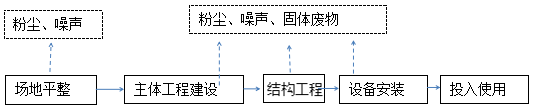 粉尘、噪声
粉尘、噪声、固体废物
场地平整
主体工程建设
结构工程
设备安装
投入使用